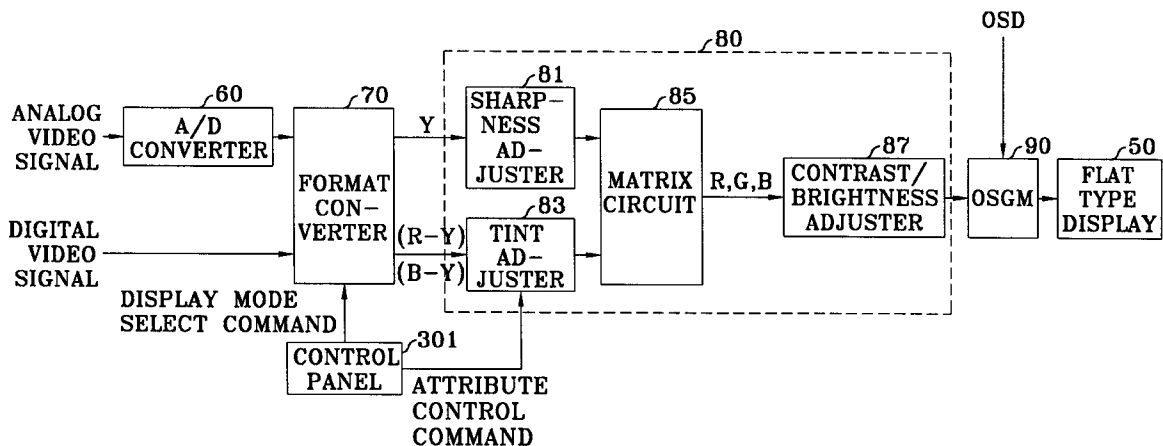 80
OSD
60
A/D
CONVERTER
ANALOG
VIDEO
SIGNAL
70
FORMAT
CON-
VERTER
Y
81
SHARP-
NESS
AD-
JUSTER
85
MATRIX
CIRCUIT
R,G,B
87
CONTRAST/
BRIGHTNESS
ADJUSTER
90
OSGM
50
FLAT
TYPE
DISPLAY
DIGITAL
VIDEO
SIGNAL
(R-Y)
(B-Y)
83
TINT
AD-
JUSTER
DISPLAY MODE
SELECT COMMAND
301
CONTROL
PANEL
ATTRIBUTE
CONTROL
COMMAND